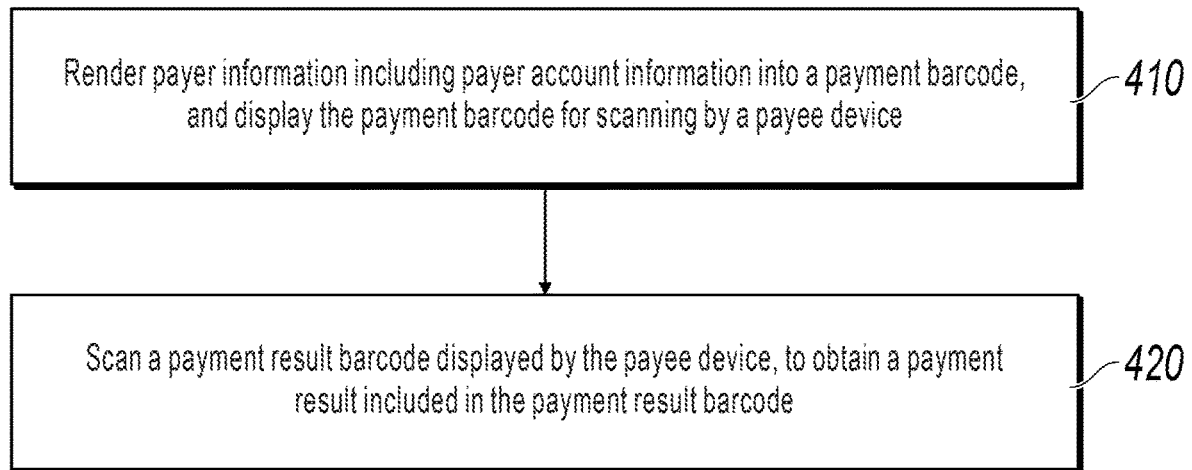 Render payer information including payer account information into a payment barcode,
and display the payment barcode for scanning by a payee device
410
Scan a payment result barcode displayed by the payee device, to obtain a payment
result included in the payment result barcode
420